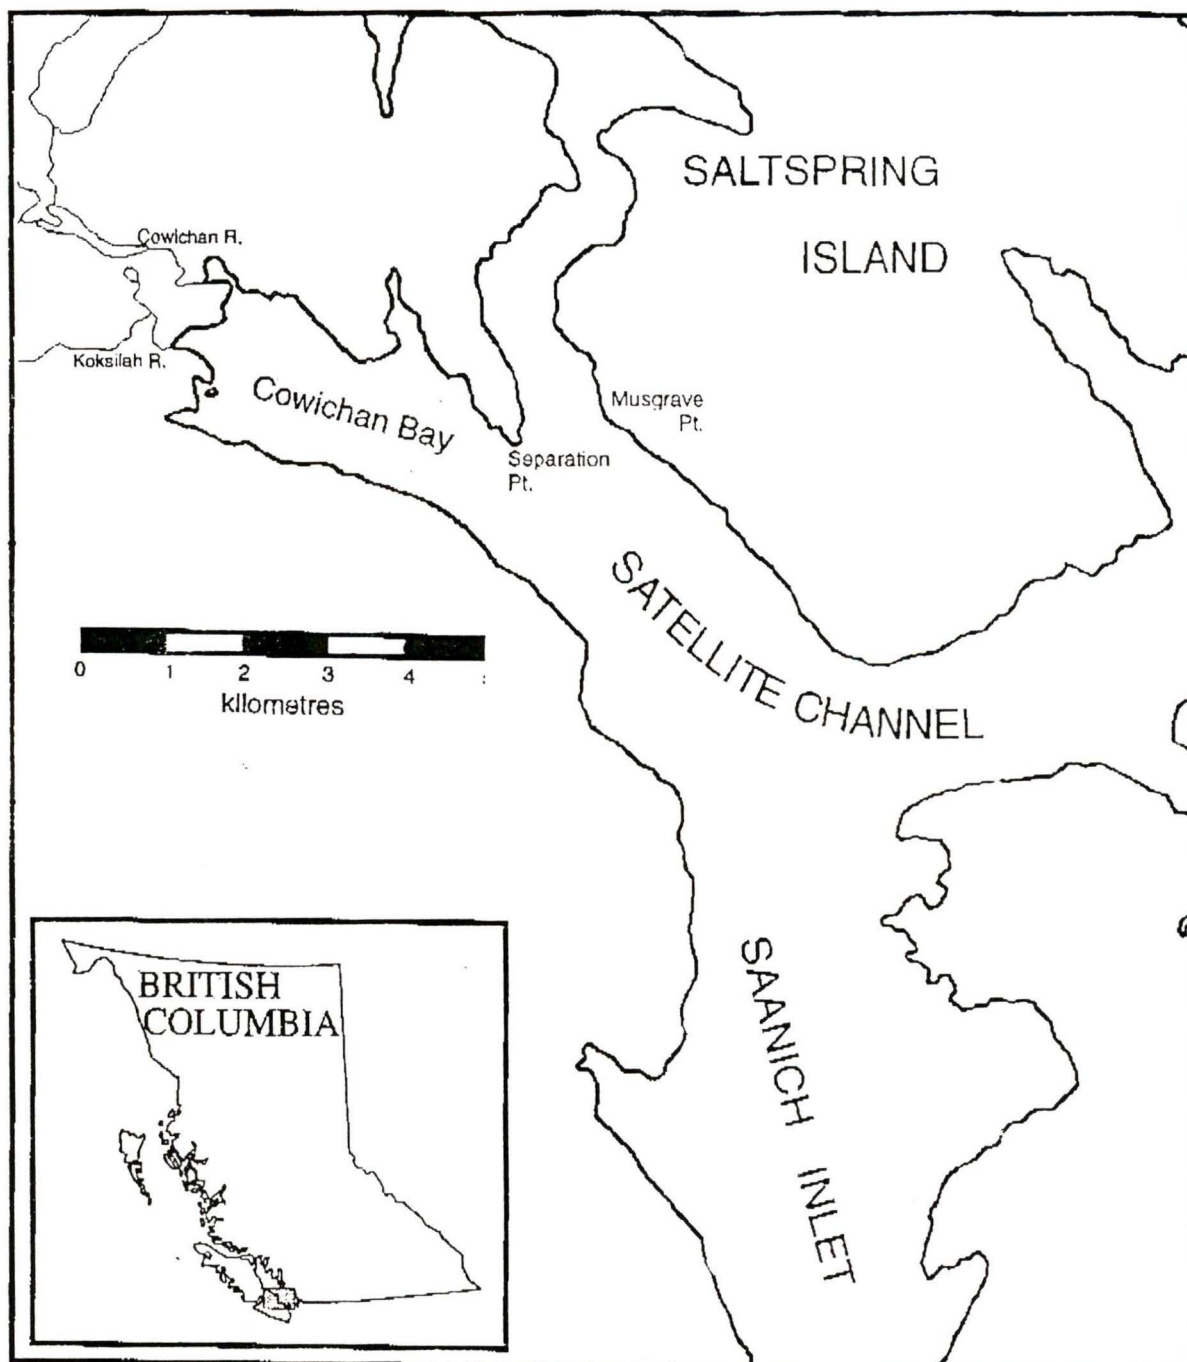 SALTSPRING
ISLAND
Cowichan R.
Koksilah R.
Cowichan Bay
Musgrave
Pt.
Separation
Pt.
SATELLITE CHANNEL
0 1 2 3 4
kilometres
SAANICH INLET
BRITISH
COLUMBIA